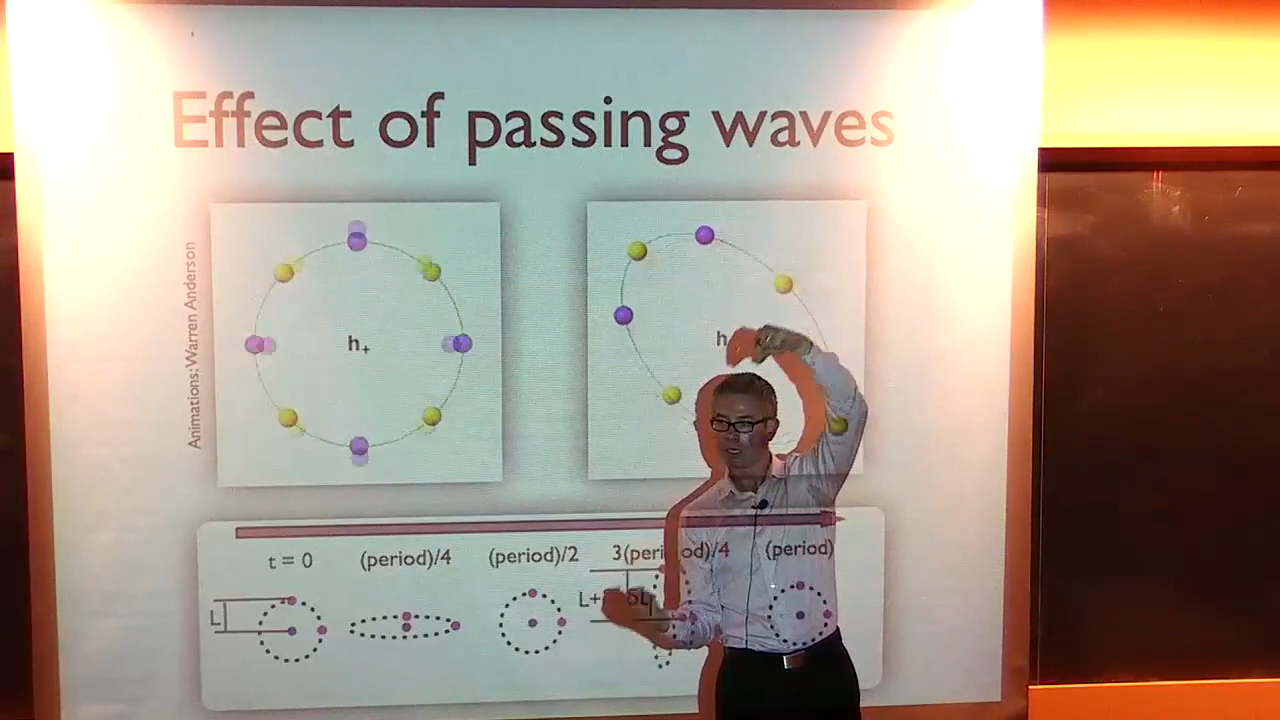 Effect of passing waves
Animations: Warren Anderson
h+
h
t = 0 (period)/4 (period)/2 3(period)/4 (period)
L
L+ δL